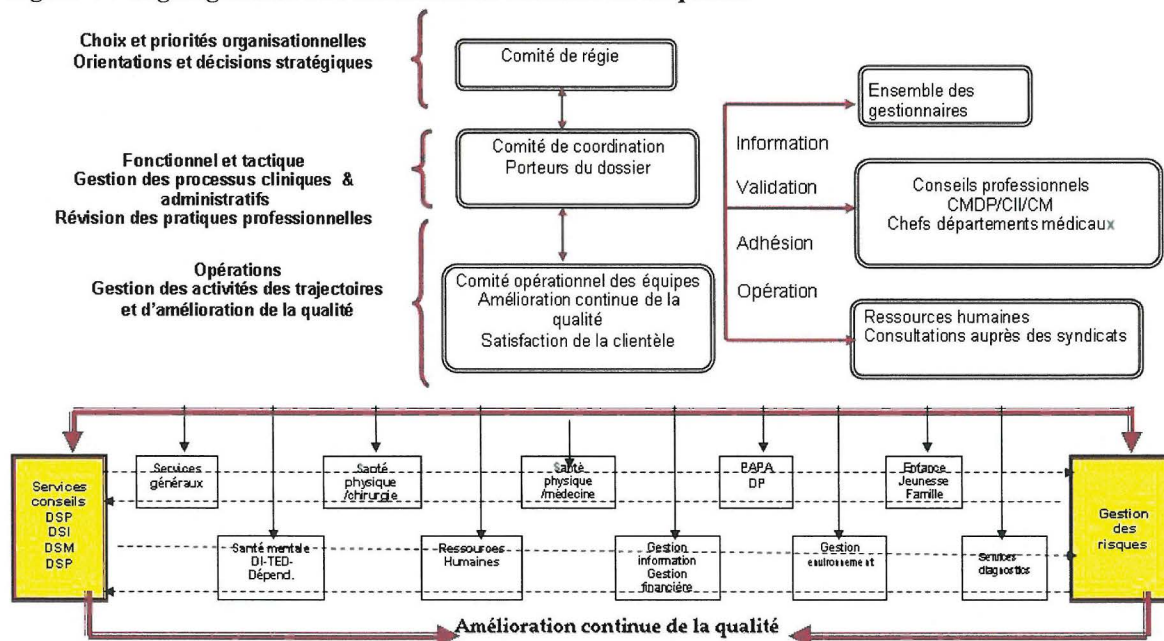 Choix et priorités organisationnelles
Orientations et décisions stratégiques
Comité de régie
Fonctionnel et tactique
Gestion des processus cliniques &
administratifs
Révision des pratiques professionnelles
Comité de coordination
Porteurs du dossier
Opérations
Gestion des activités des trajectoires
et d'amélioration de la qualité
Comité opérationnel des équipes
Amélioration continue de la
qualité
Satisfaction de la clientèle
Information
Validation
Adhésion
Opération
Ensemble des
gestionnaires
Conseils professionnels
CMDP/CII/CM
Chefs départements médicaux
Ressources humaines
Consultations auprès des syndicats
Services
conseils
DSP
DSI
DSM
DSP
Services
généraux
Santé
physique
/chirurgie
Santé
physique
/médecine
PAPA
DP
Enfance
Jeunesse
Famille
Santé mentale
DI-TED-
Dépend.
Ressources
Humaines
Gestion
information
Gestion
financière
Gestion
environnement
Services
diagnostics
Gestion
des
risques
Amélioration continue de la qualité